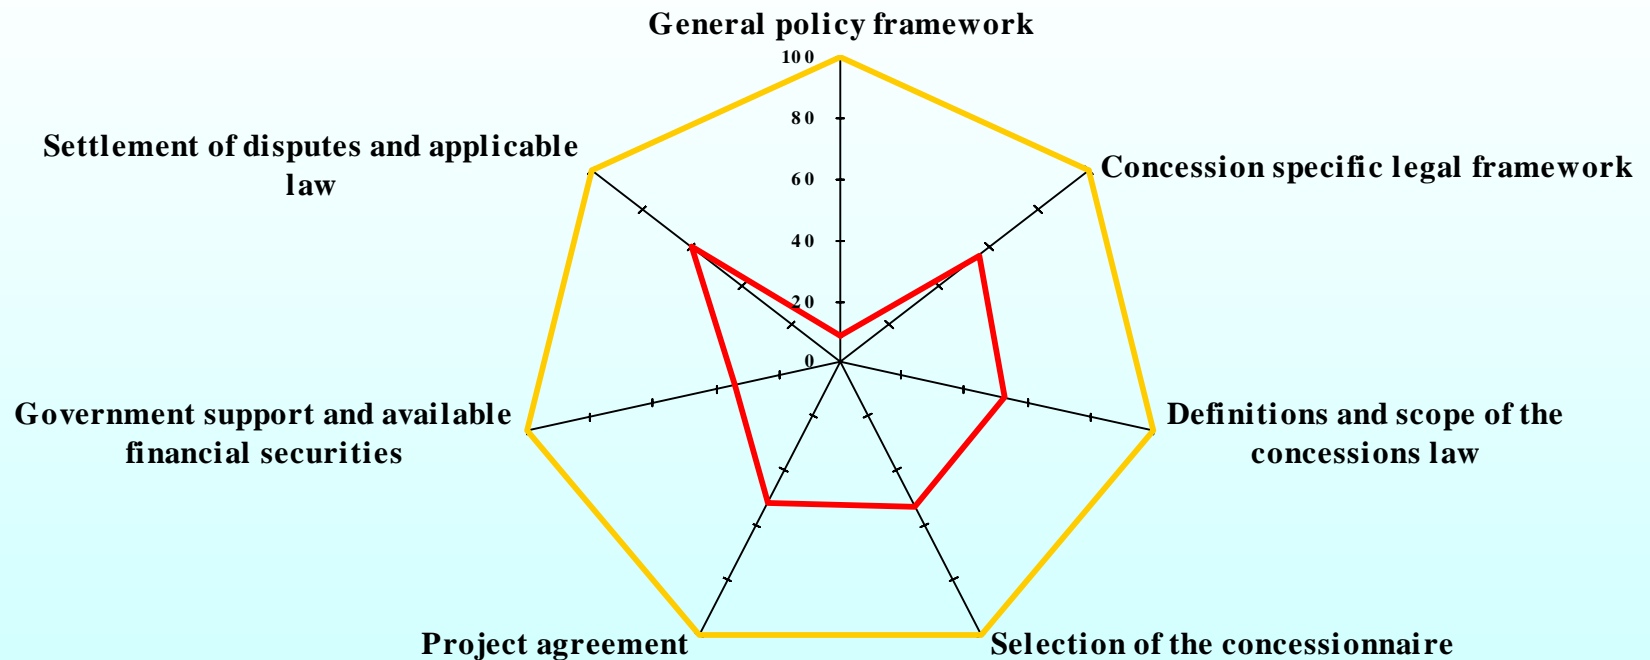 General policy framework
100
80
60
40
20
0
Concession specific legal framework
Definitions and scope of the
concessions law
Selection of the concessionnaire
Project agreement
Government support and available
financial securities
Settlement of disputes and applicable
law